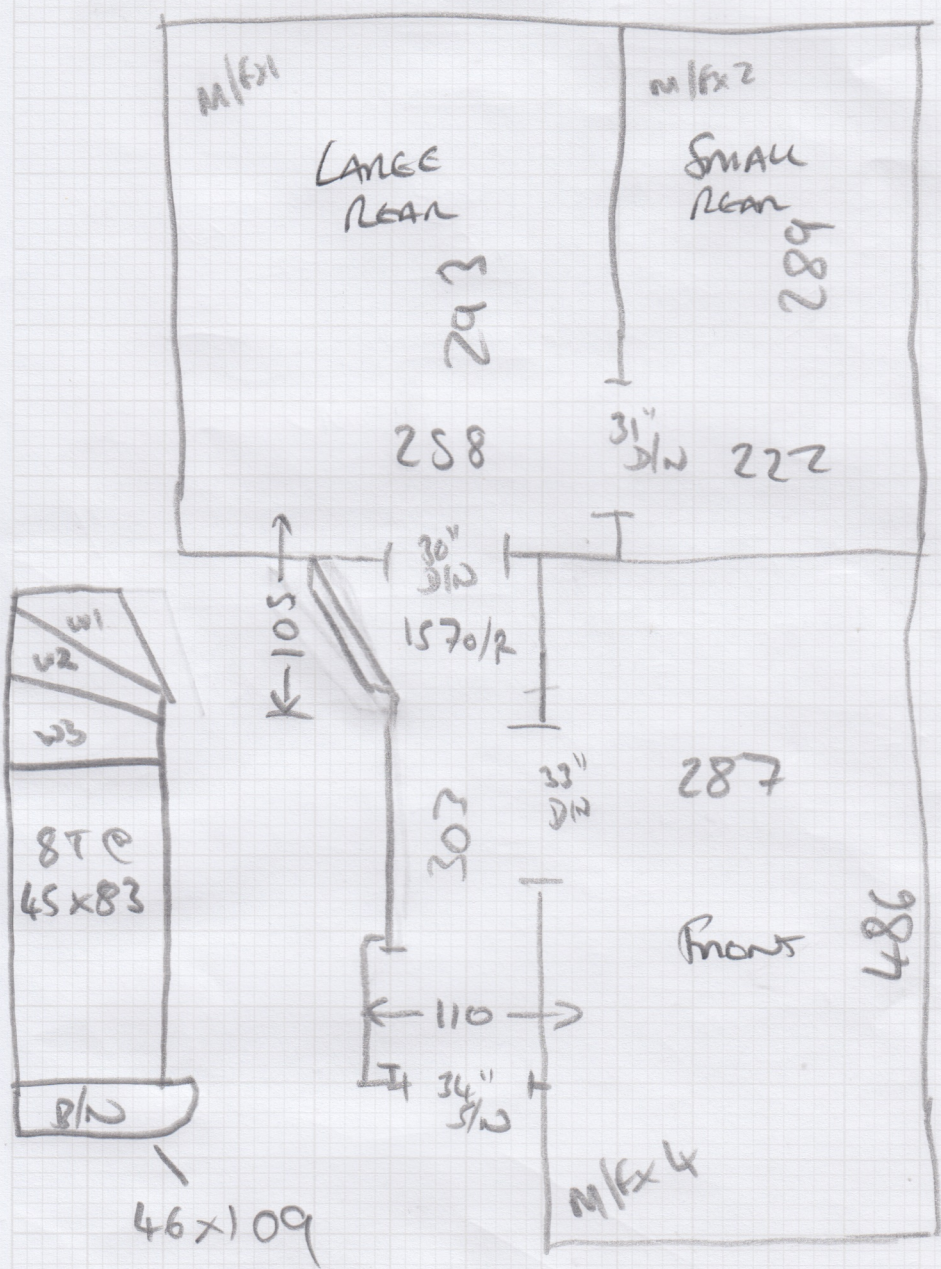 M/Fx1
M/Fx2
LARGE
REAR
SMALL
REAR
293
289
258
31"
D/N
222
30"
D/N
105
1570/R
W1
W2
W3
33"
D/N
287
303
8T @
45x83
FRONT
486
110
34"
S/N
B/N
M/Fx4
46x109